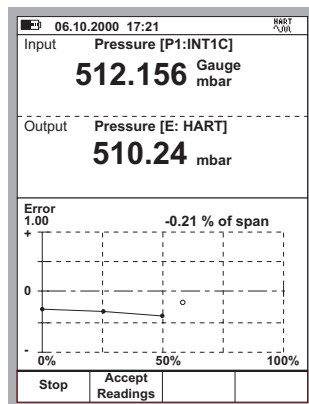 06.10.2000 17:21 HART
Input Pressure [P1:INT1C]
512.156 Gauge mbar
Output Pressure [E: HART]
510.24 mbar
Error
1.00 -0.21 % of span
+
0
-
0% 50% 100%
Stop Accept Readings